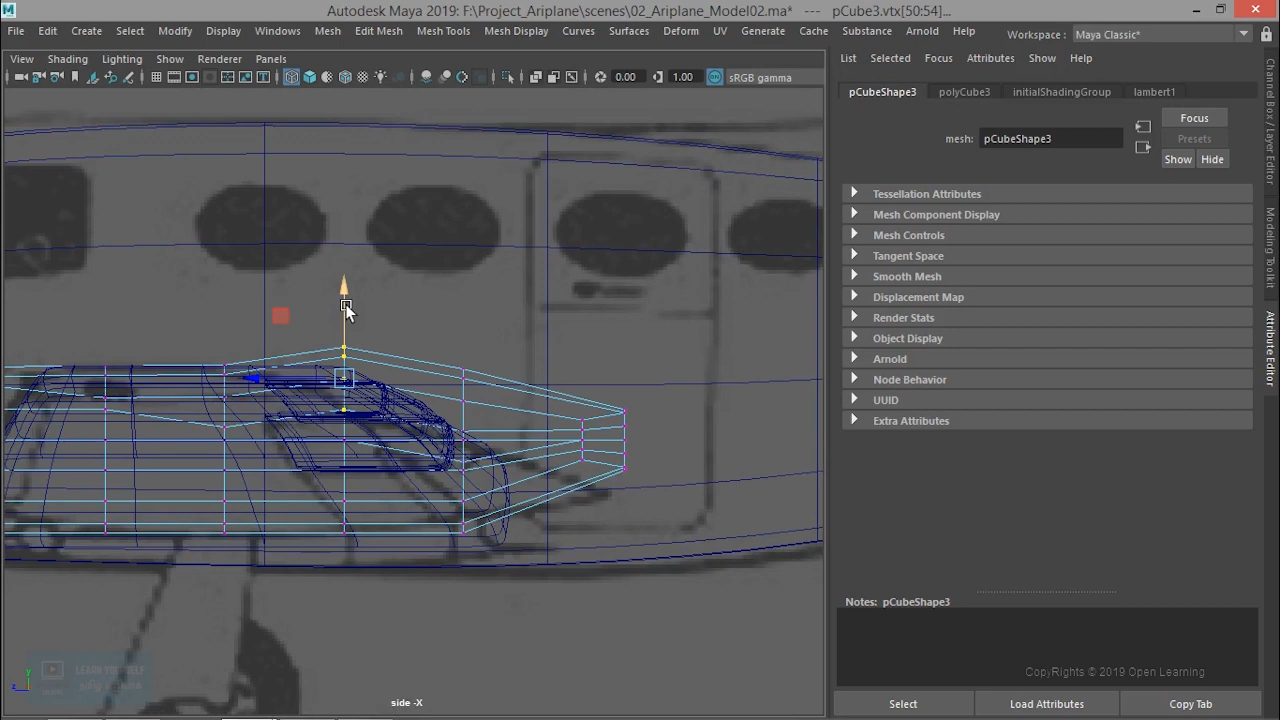 Autodesk Maya 2019: F:\Project_Ariplane\scenes\02_Ariplane_Model02.ma* --- pCube3.vtx[50:54]...
File Edit Create Select Modify Display Windows Mesh Edit Mesh Mesh Tools Mesh Display Curves Surfaces Deform UV Generate Cache Substance Arnold Help Workspace : Maya Classic*
View Shading Lighting Show Renderer Panels
0.00 1.00 sRGB gamma
List Selected Focus Attributes Show Help
pCubeShape3 polyCube3 initialShadingGroup lambert1
Focus
mesh: pCubeShape3
Presets
Show Hide
Tessellation Attributes
Mesh Component Display
Mesh Controls
Tangent Space
Smooth Mesh
Displacement Map
Render Stats
Object Display
Arnold
Node Behavior
UUID
Extra Attributes
Notes: pCubeShape3
CopyRights © 2019 Open Learning
Select Load Attributes Copy Tab
Channel Box / Layer Editor
Modeling Toolkit
Attribute Editor
LEARN YOURSELF
y
z
side -X